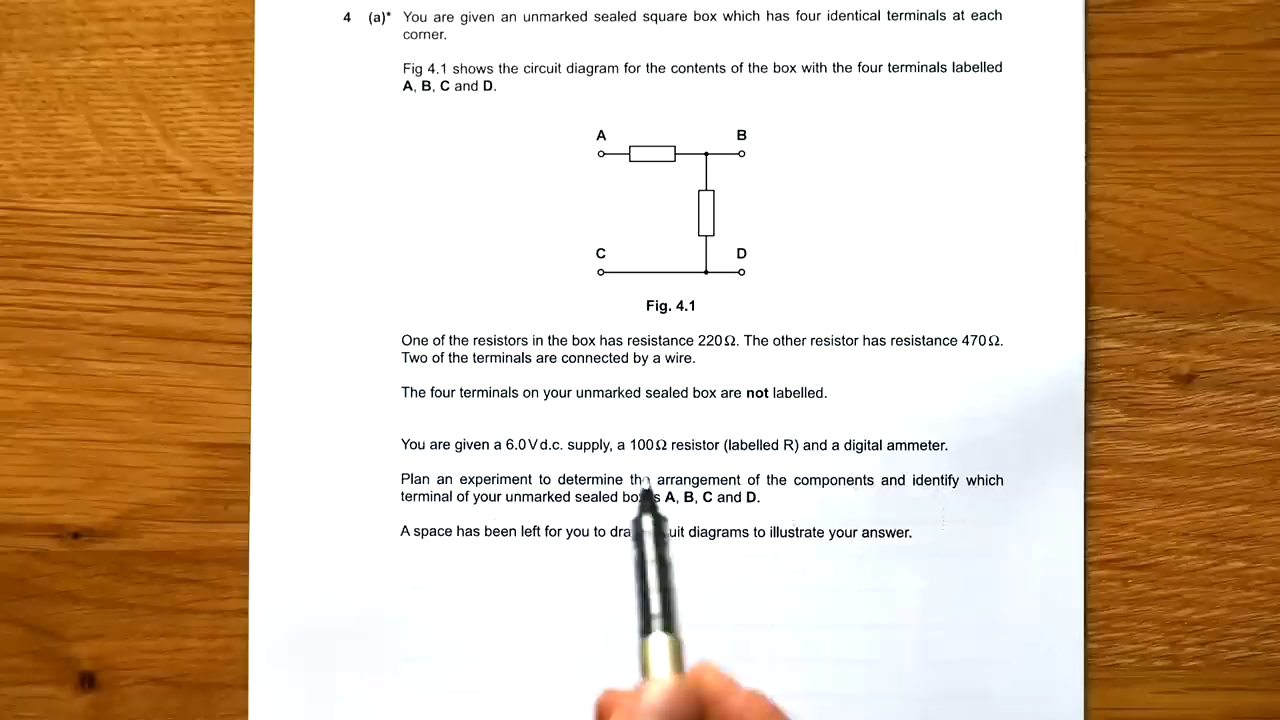 4 (a)* You are given an unmarked sealed square box which has four identical terminals at each
corner.
Fig 4.1 shows the circuit diagram for the contents of the box with the four terminals labelled
A, B, C and D.
A B
C D
Fig. 4.1
One of the resistors in the box has resistance 220Ω. The other resistor has resistance 470Ω.
Two of the terminals are connected by a wire.
The four terminals on your unmarked sealed box are not labelled.
You are given a 6.0V d.c. supply, a 100Ω resistor (labelled R) and a digital ammeter.
Plan an experiment to determine the arrangement of the components and identify which
terminal of your unmarked sealed A, B, C and D.
A space has been left for you to diagrams to illustrate your answer.